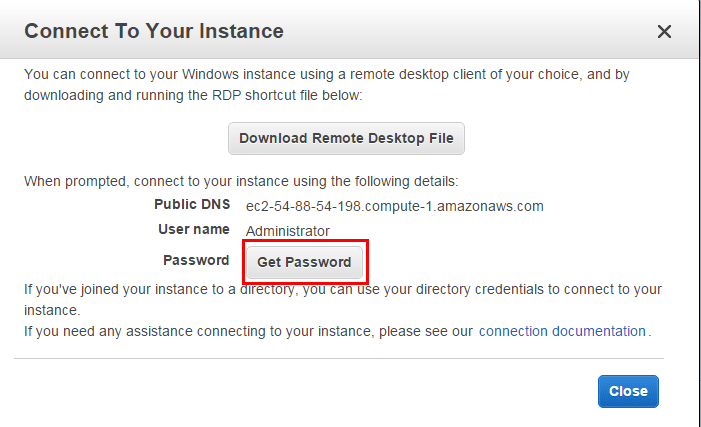 Connect To Your Instance
You can connect to your Windows instance using a remote desktop client of your choice, and by
downloading and running the RDP shortcut file below:
Download Remote Desktop File
When prompted, connect to your instance using the following details:
Public DNS ec2-54-88-54-198.compute-1.amazonaws.com
User name Administrator
Password Get Password
If you've joined your instance to a directory, you can use your directory credentials to connect to your
instance.
If you need any assistance connecting to your instance, please see our connection documentation.
Close